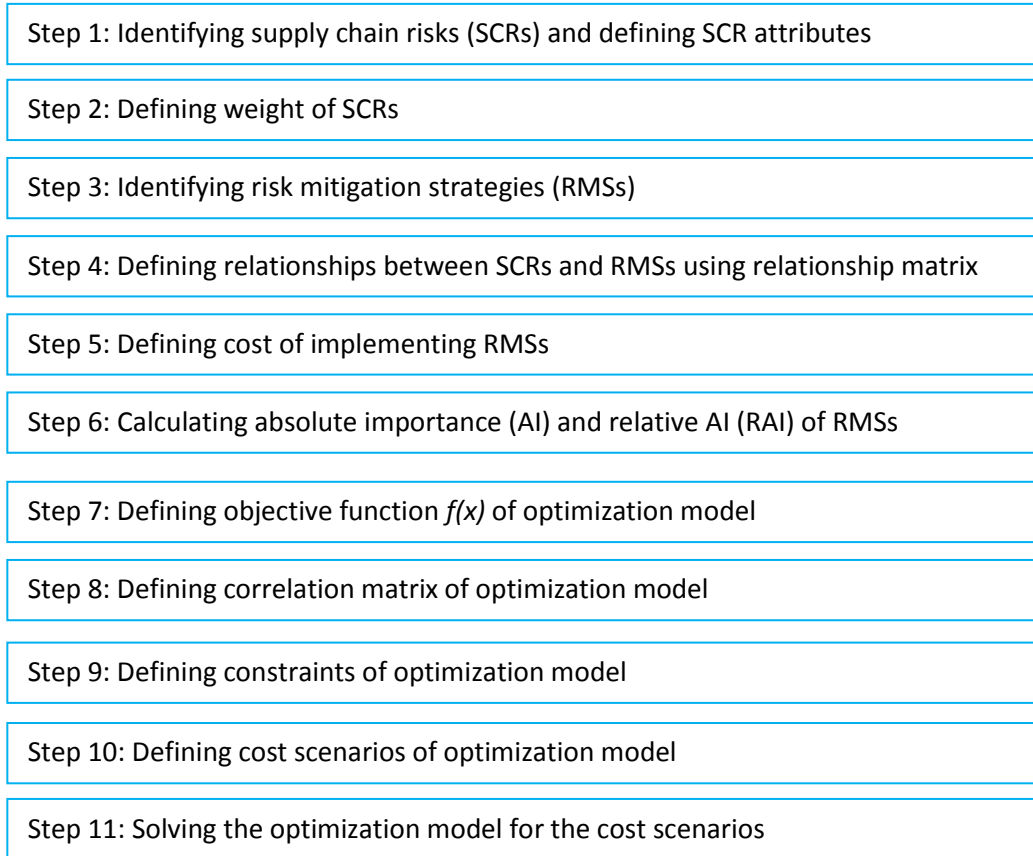 Step 1: Identifying supply chain risks (SCRs) and defining SCR attributes
Step 2: Defining weight of SCRs
Step 3: Identifying risk mitigation strategies (RMSs)
Step 4: Defining relationships between SCRs and RMSs using relationship matrix
Step 5: Defining cost of implementing RMSs
Step 6: Calculating absolute importance (AI) and relative AI (RAI) of RMSs
Step 7: Defining objective function f(x) of optimization model
Step 8: Defining correlation matrix of optimization model
Step 9: Defining constraints of optimization model
Step 10: Defining cost scenarios of optimization model
Step 11: Solving the optimization model for the cost scenarios